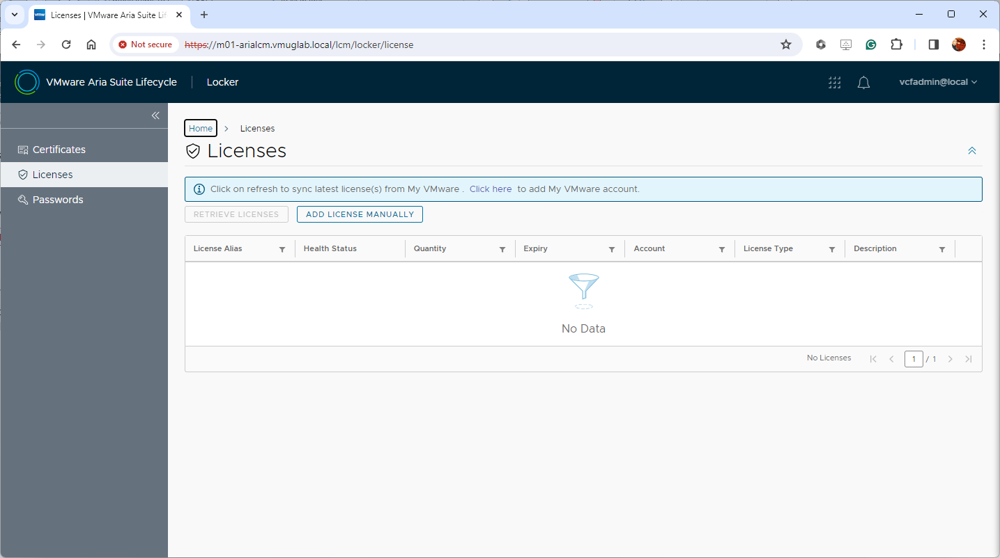 vmw Licenses | VMware Aria Suite Lif
Not secure https://m01-arialcm.vmuglab.local/lcm/locker/license
VMware Aria Suite Lifecycle Locker vcfadmin@local
Certificates
Licenses
Passwords
Home > Licenses
Licenses
Click on refresh to sync latest license(s) from My VMware . Click here to add My VMware account.
RETRIEVE LICENSES ADD LICENSE MANUALLY
License Alias Health Status Quantity Expiry Account License Type Description
No Data
No Licenses 1 / 1